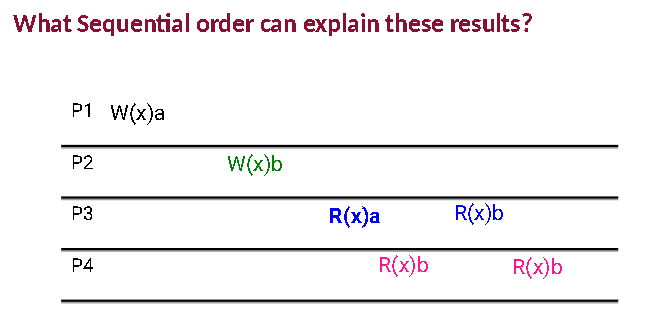 What Sequential order can explain these results?
P1 W(x)a
P2 W(x)b
P3 R(x)a R(x)b
P4 R(x)b R(x)b